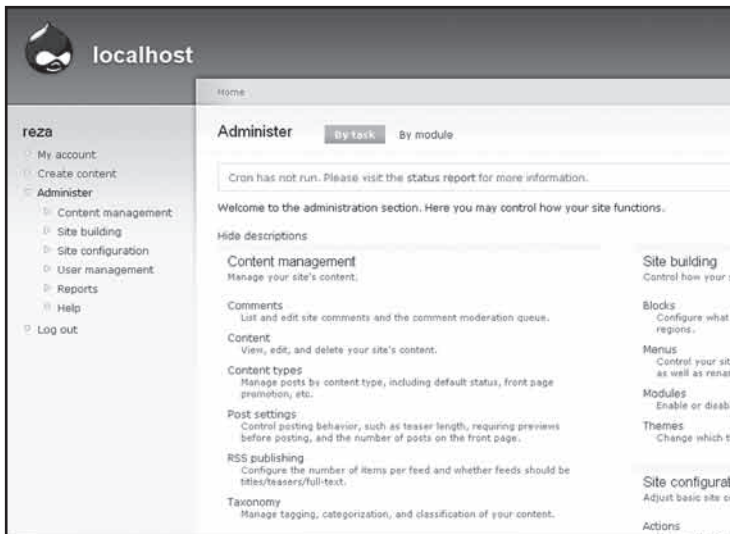 localhost
Home
reza
My account
Create content
Administer
Content management
Site building
Site configuration
User management
Reports
Help
Log out
Administer
By task
By module
Cron has not run. Please visit the status report for more information.
Welcome to the administration section. Here you may control how your site functions.
Hide descriptions
Content management
Manage your site's content.
Comments
List and edit site comments and the comment moderation queue.
Content
View, edit, and delete your site's content.
Content types
Manage posts by content type, including default status, front page
promotion, etc.
Post settings
Control posting behavior, such as teaser length, requiring previews
before posting, and the number of posts on the front page.
RSS publishing
Configure the number of items per feed and whether feeds should be
titles/teasers/full-text.
Taxonomy
Manage tagging, categorization, and classification of your content.
Site building
Control how your
Blocks
Configure what
regions.
Menus
Control your sit
as well as rena
Modules
Enable or disab
Themes
Change which t
Site configurat
Adjust basic site c
Actions